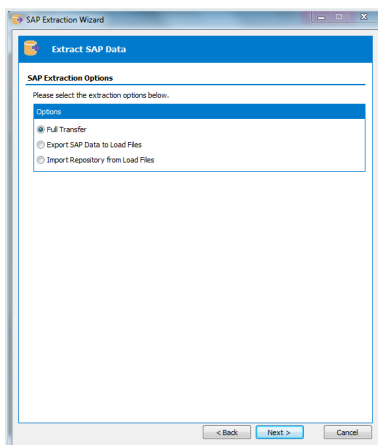 SAP Extraction Wizard
Extract SAP Data
SAP Extraction Options
Please select the extraction options below.
Options
Full Transfer
Export SAP Data to Load Files
Import Repository from Load Files
< Back Next > Cancel